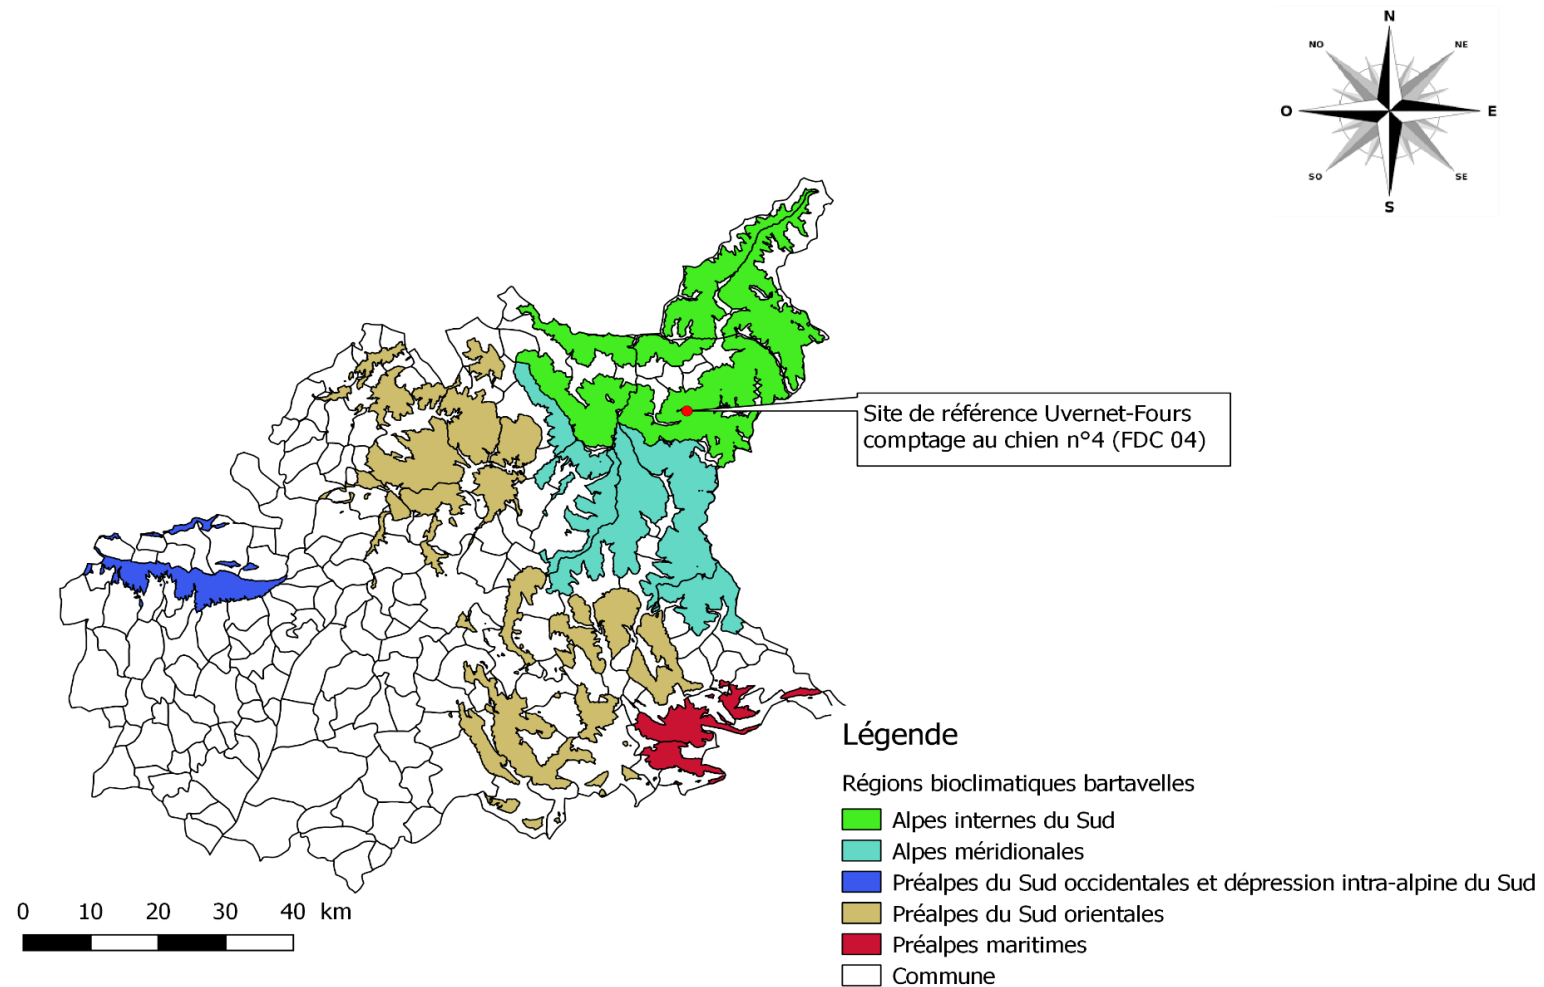 N
NO
NE
O
E
SO
SE
S
Site de référence Uvernet-Fours
comptage au chien n°4 (FDC 04)
Légende
Régions bioclimatiques bartavelles
Alpes internes du Sud
Alpes méridionales
Préalpes du Sud occidentales et dépression intra-alpine du Sud
Préalpes du Sud orientales
Préalpes maritimes
Commune
0 10 20 30 40 km